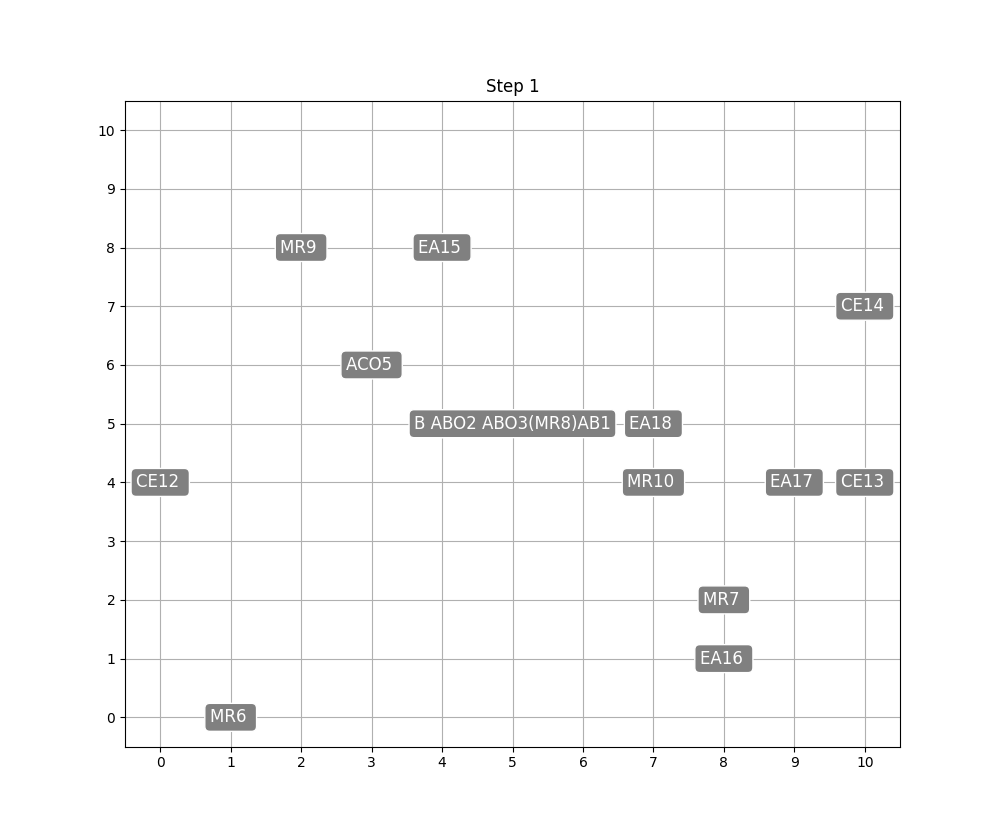 Step 1
10
9
8 MR9 EA15
7 CE14
6 ACO5
5 B ABO2 ABO3(MR8)AB1 EA18
4 CE12 MR10 EA17 CE13
3
2 MR7
1 EA16
0 MR6
0 1 2 3 4 5 6 7 8 9 10